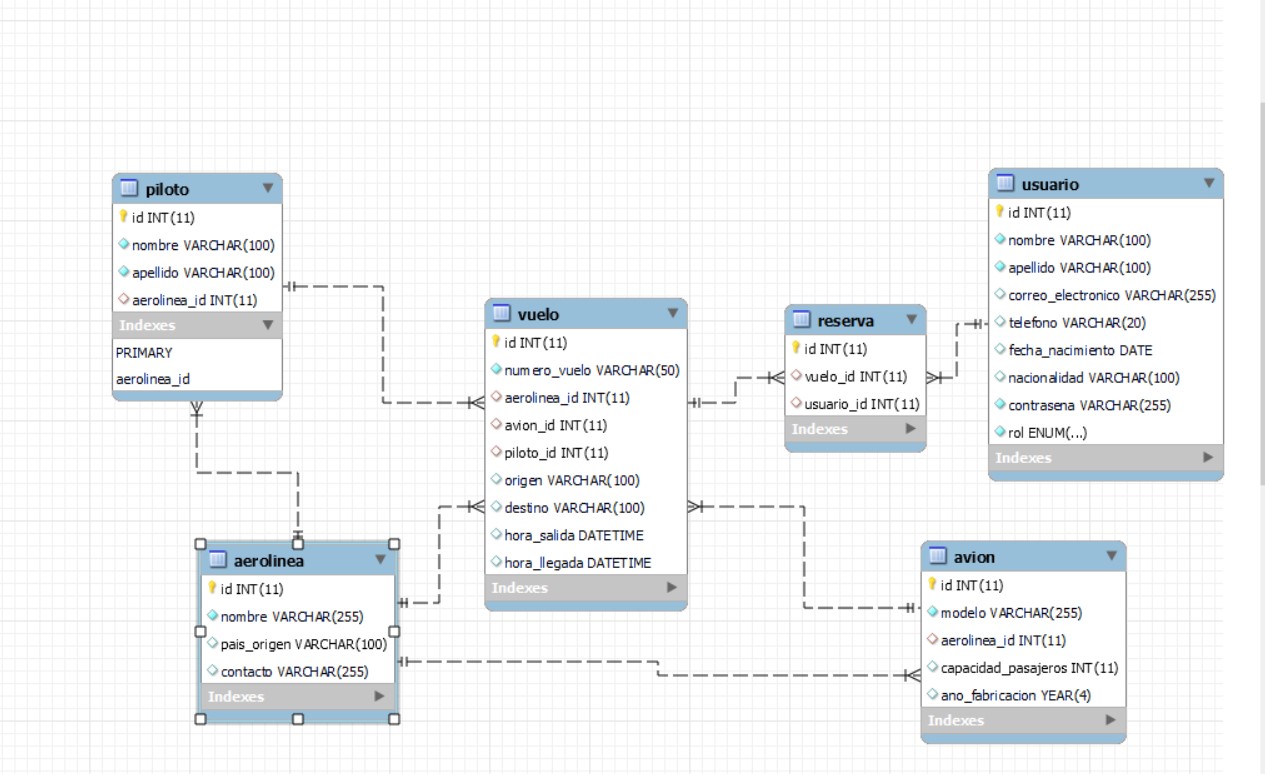 piloto
id INT(11)
nombre VARCHAR(100)
apellido VARCHAR(100)
aerolinea_id INT(11)
Indexes
PRIMARY
aerolinea_id
vuelo
id INT(11)
numero_vuelo VARCHAR(50)
aerolinea_id INT(11)
avion_id INT(11)
piloto_id INT(11)
origen VARCHAR(100)
destino VARCHAR(100)
hora_salida DATETIME
hora_llegada DATETIME
Indexes
reserva
id INT(11)
vuelo_id INT(11)
usuario_id INT(11)
Indexes
usuario
id INT(11)
nombre VARCHAR(100)
apellido VARCHAR(100)
correo_electronico VARCHAR(255)
telefono VARCHAR(20)
fecha_nacimiento DATE
nacionalidad VARCHAR(100)
contrasena VARCHAR(255)
rol ENUM(...)
Indexes
aerolinea
id INT(11)
nombre VARCHAR(255)
pais_origen VARCHAR(100)
contacto VARCHAR(255)
Indexes
avion
id INT(11)
modelo VARCHAR(255)
aerolinea_id INT(11)
capacidad_pasajeros INT(11)
ano_fabricacion YEAR(4)
Indexes